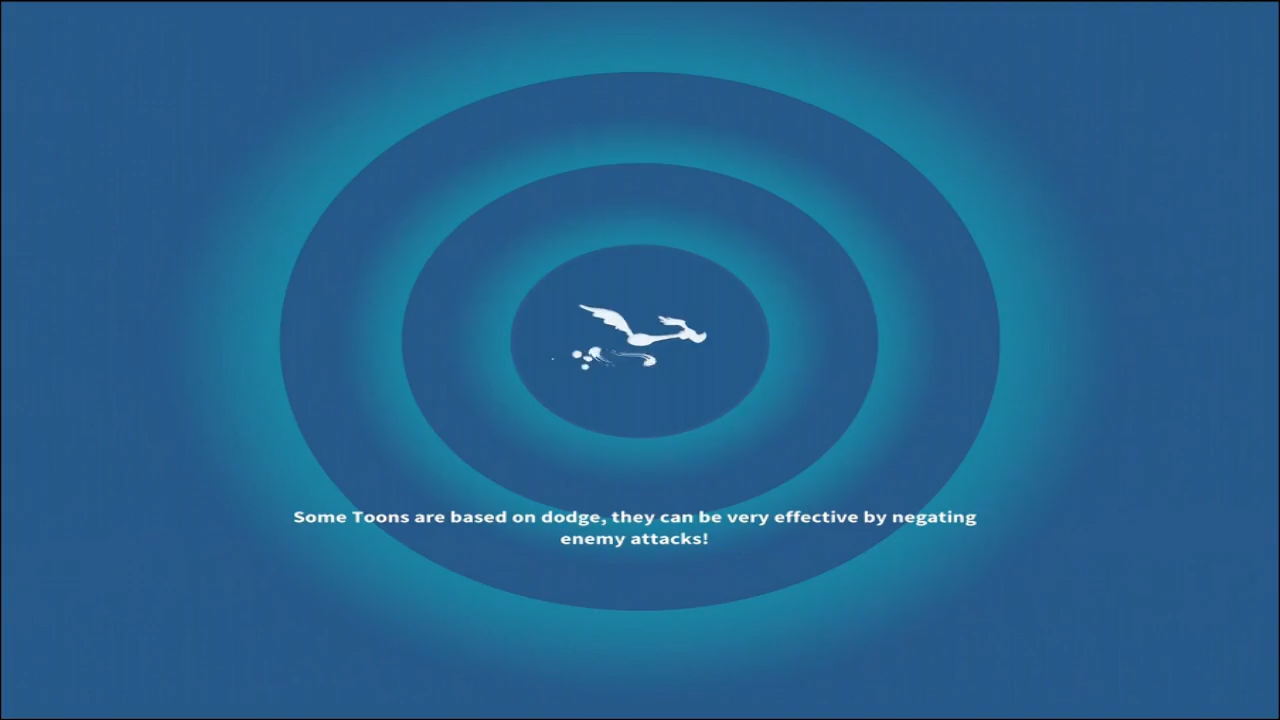 Some Toons are based on dodge, they can be very effective by negating
enemy attacks!